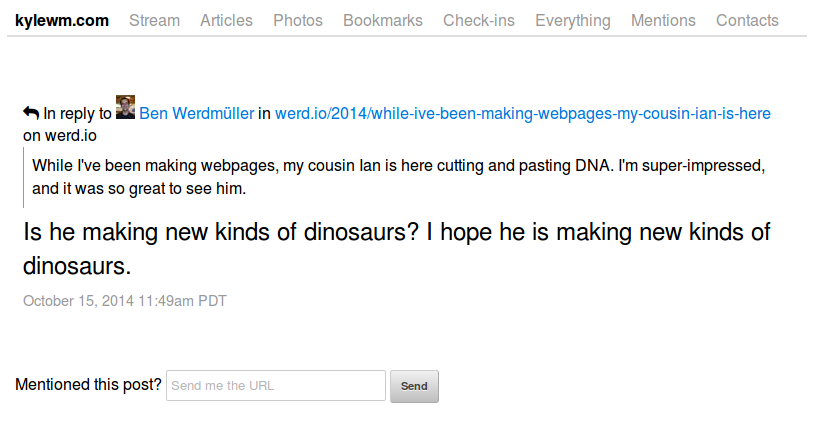 kylewm.com Stream Articles Photos Bookmarks Check-ins Everything Mentions Contacts
In reply to Ben Werdmüller in werd.io/2014/while-ive-been-making-webpages-my-cousin-ian-is-here
on werd.io
While I've been making webpages, my cousin Ian is here cutting and pasting DNA. I'm super-impressed,
and it was so great to see him.
Is he making new kinds of dinosaurs? I hope he is making new kinds of
dinosaurs.
October 15, 2014 11:49am PDT
Mentioned this post? Send me the URL Send